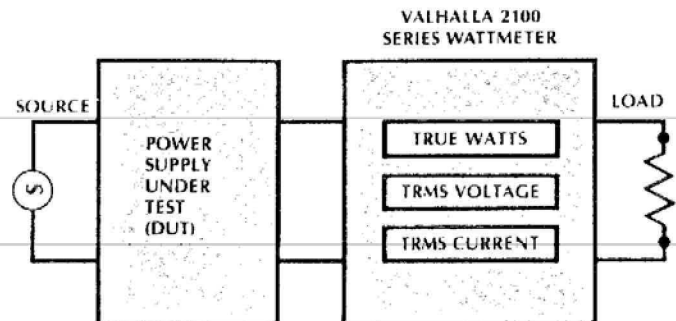 VALHALLA 2100
SERIES WATTMETER
SOURCE
LOAD
POWER
SUPPLY
UNDER
TEST
(DUT)
TRUE WATTS
TRMS VOLTAGE
TRMS CURRENT